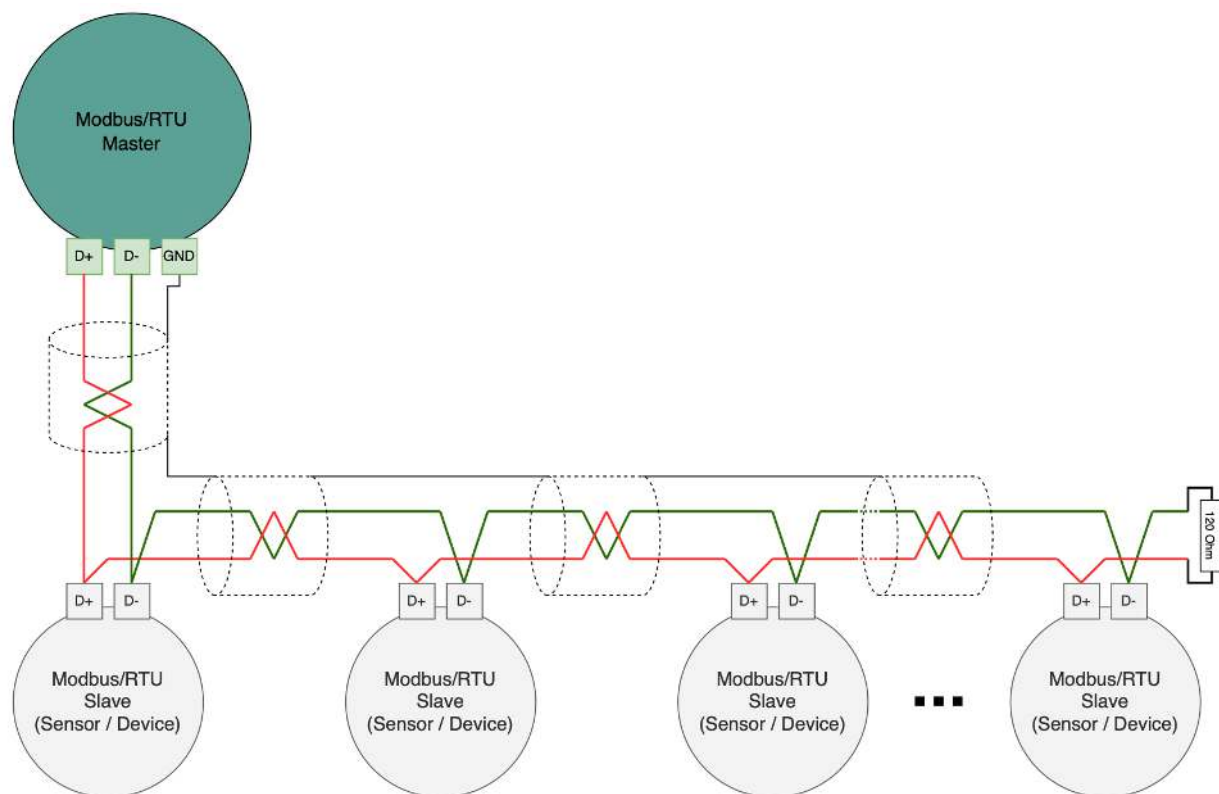 Modbus/RTU
Master
D+ D- GND
120 Ohm
D+ D- D+ D- D+ D- D+ D-
Modbus/RTU
Slave
(Sensor / Device)
Modbus/RTU
Slave
(Sensor / Device)
Modbus/RTU
Slave
(Sensor / Device)
Modbus/RTU
Slave
(Sensor / Device)